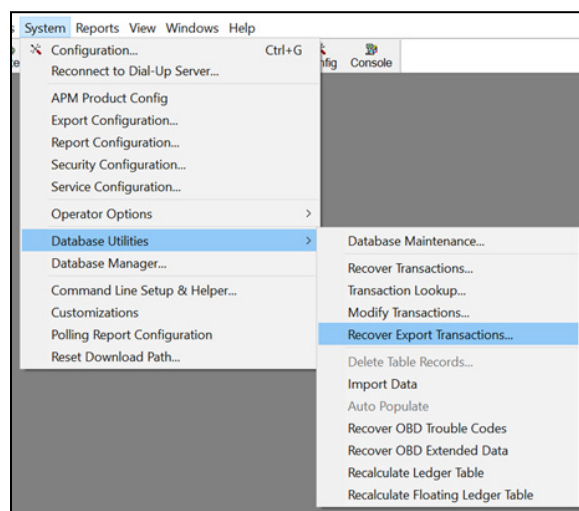 System Reports View Windows Help
Configuration... Ctrl+G
Reconnect to Dial-Up Server...
nfig Console
APM Product Config
Export Configuration...
Report Configuration...
Security Configuration...
Service Configuration...
Operator Options
Database Utilities
Database Manager...
Command Line Setup & Helper...
Customizations
Polling Report Configuration
Reset Download Path...
Database Maintenance...
Recover Transactions...
Transaction Lookup...
Modify Transactions...
Recover Export Transactions...
Delete Table Records...
Import Data
Auto Populate
Recover OBD Trouble Codes
Recover OBD Extended Data
Recalculate Ledger Table
Recalculate Floating Ledger Table